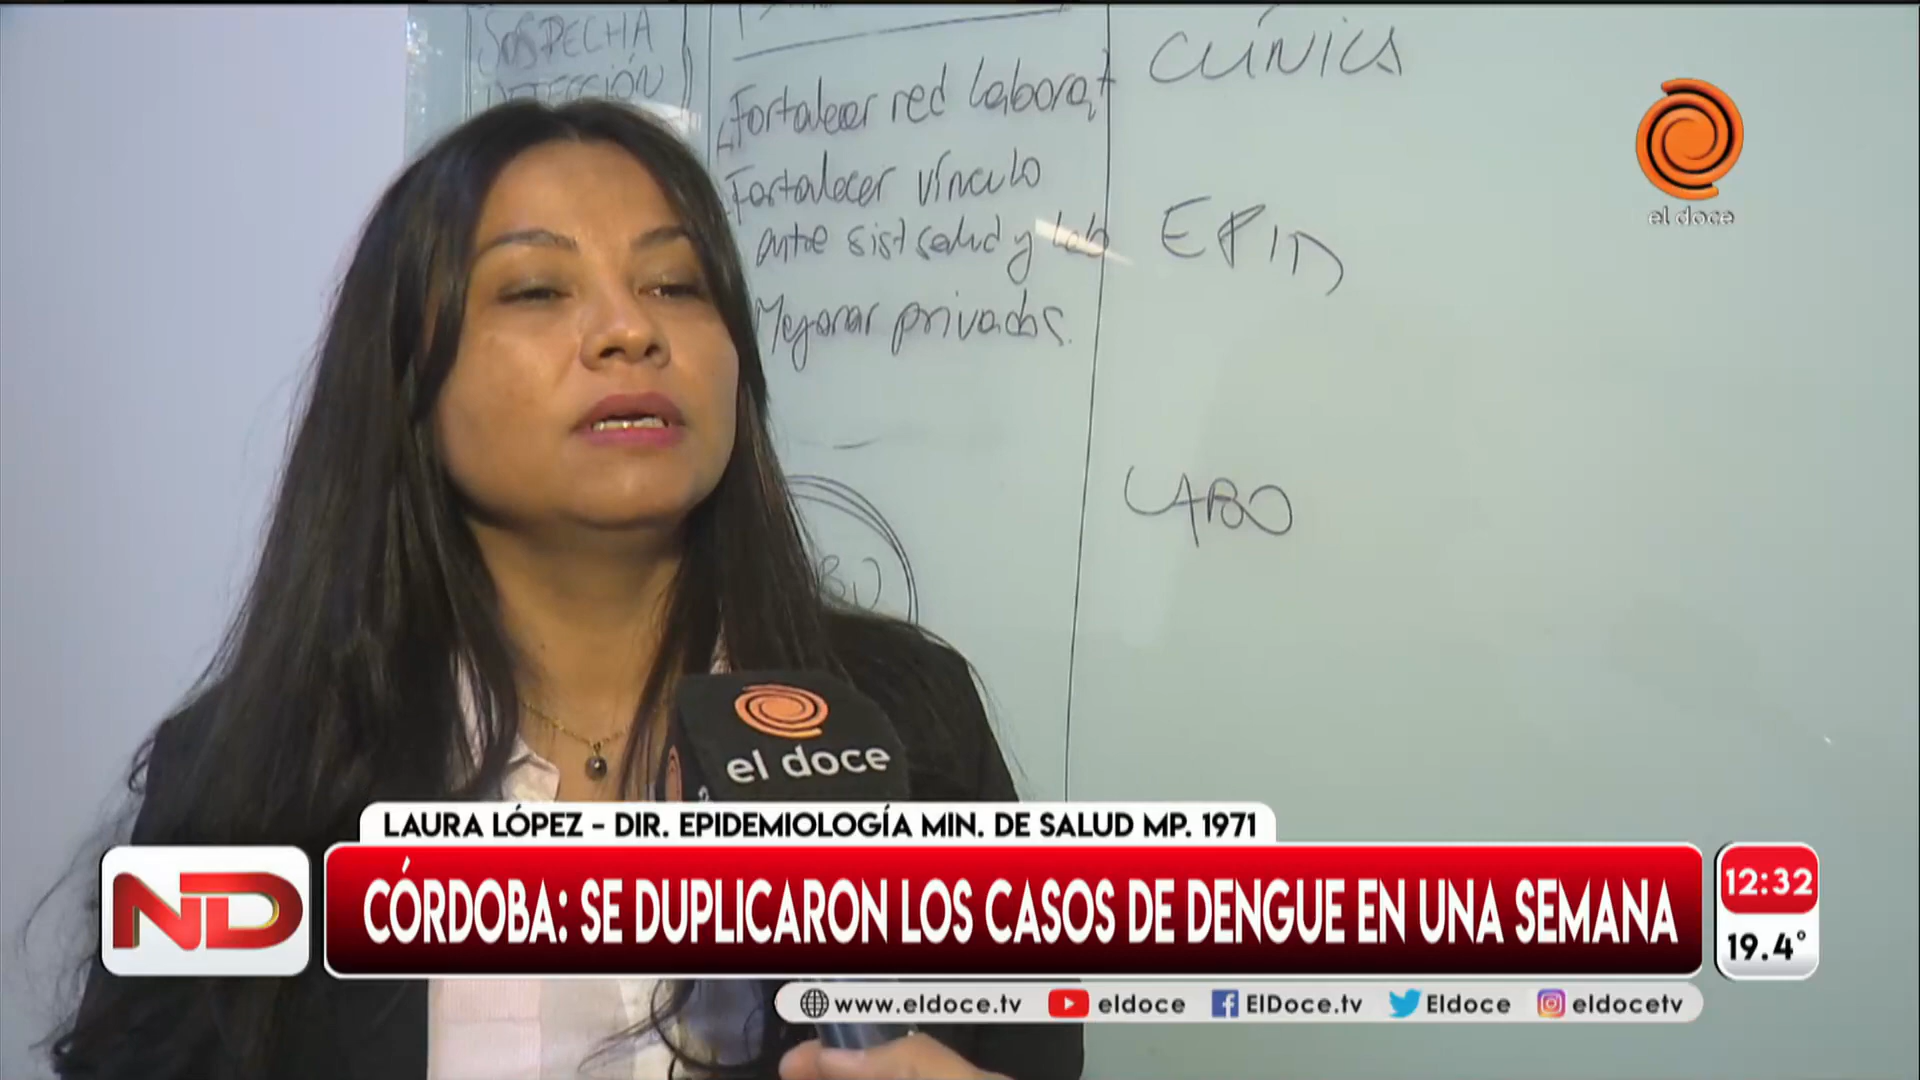 SOSPECHA
DETECCIÓN
Fortalecer red laborat
Fortalecer vínculo
entre sist salud y lab
Mejorar privados.
CLÍNICA
EPID
LABO
el doce
el doce
LAURA LÓPEZ - DIR. EPIDEMIOLOGÍA MIN. DE SALUD MP. 1971
ND
CÓRDOBA: SE DUPLICARON LOS CASOS DE DENGUE EN UNA SEMANA
12:32
19.4°
www.eldoce.tv eldoce ElDoce.tv Eldoce eldocetv